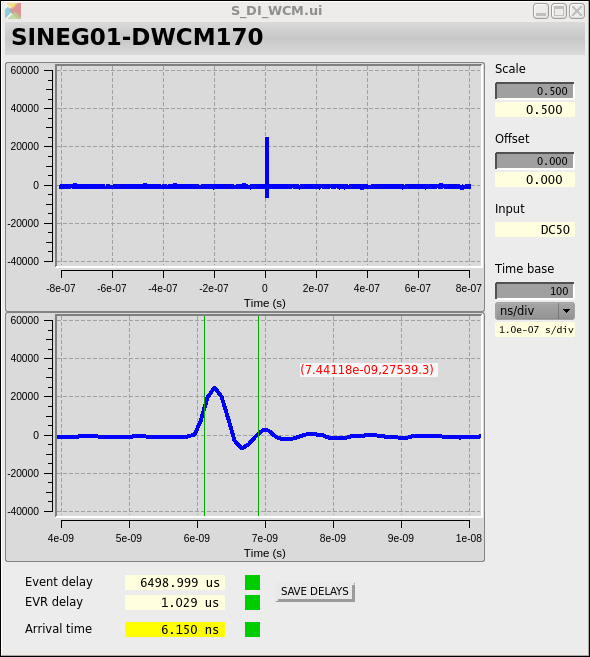 S_DI_WCM.ui
SINEG01-DWCM170
60000
40000
20000
0
-20000
-40000
-8e-07 -6e-07 -4e-07 -2e-07 0 2e-07 4e-07 6e-07 8e-07
Time (s)
60000
40000
20000
0
-20000
-40000
(7.44118e-09,27539.3)
4e-09 5e-09 6e-09 7e-09 8e-09 9e-09 1e-08
Time (s)
Scale
0.500
0.500
Offset
0.000
0.000
Input
DC50
Time base
100
ns/div
1.0e-07 s/div
Event delay 6498.999 us
SAVE DELAYS
EVR delay 1.029 us
Arrival time 6.150 ns